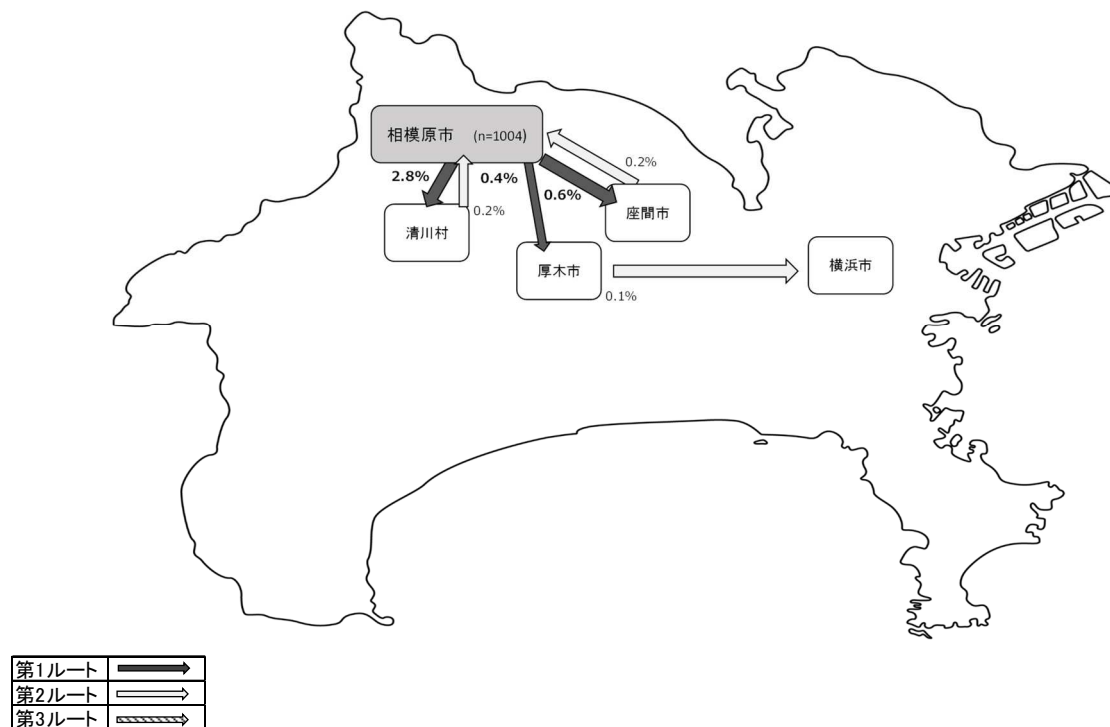 相模原市 (n=1004)
2.8%
0.4%
0.6%
0.2%
0.2%
清川村
座間市
厚木市
横浜市
0.1%
第1ルート
第2ルート
第3ルート